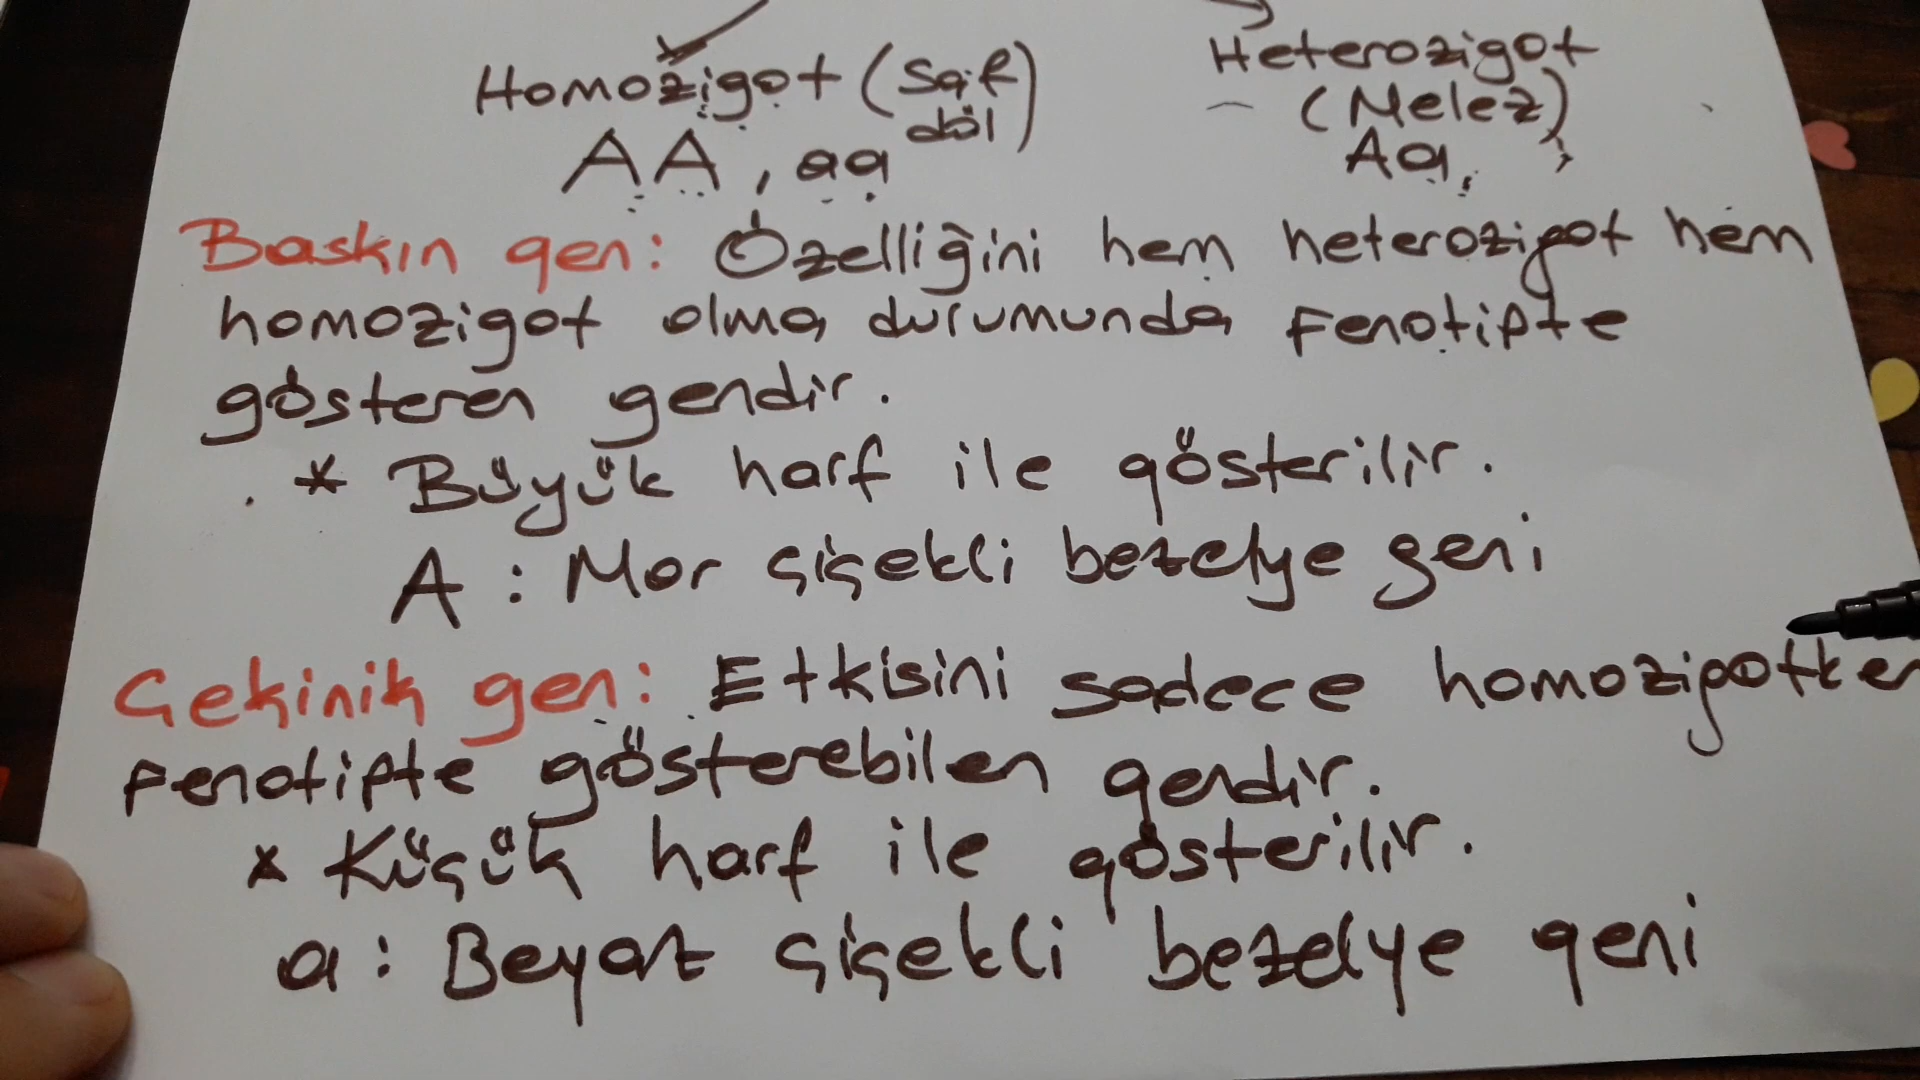 Homozigot (Saf döl)
AA, aa
Heterozigot
(Melez)
Aa
Baskın gen: Özelliğini hem heterozigot hem
homozigot olma durumunda Fenotipte
gösteren gendir.
* Büyük harf ile gösterilir.
A : Mor çiçekli bezelye geni
Çekinik gen: Etkisini sadece homozigotken
Fenotipte gösterebilen gendir.
* Küçük harf ile gösterilir.
a : Beyaz çiçekli bezelye geni